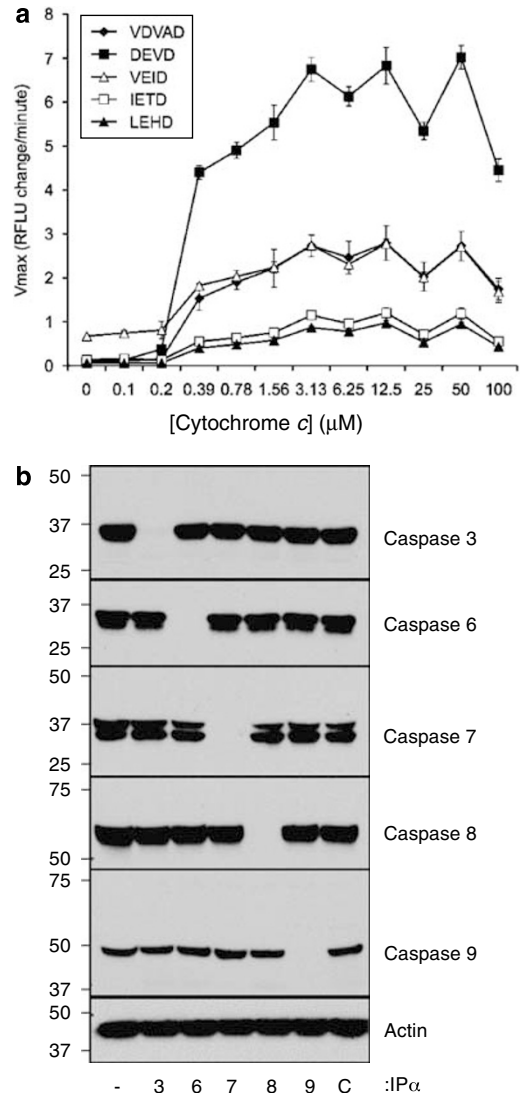 a
VDVAD
DEVD
VEID
IETD
LEHD
Vmax (RFLU change/minute)
8
7
6
5
4
3
2
1
0
0 0.1 0.2 0.39 0.78 1.56 3.13 6.25 12.5 25 50 100
[Cytochrome c] (μM)
b
50
37
25
Caspase 3
37
25
Caspase 6
50
37
25
Caspase 7
75
50
Caspase 8
75
50
37
Caspase 9
50
37
Actin
- 3 6 7 8 9 C :IPα